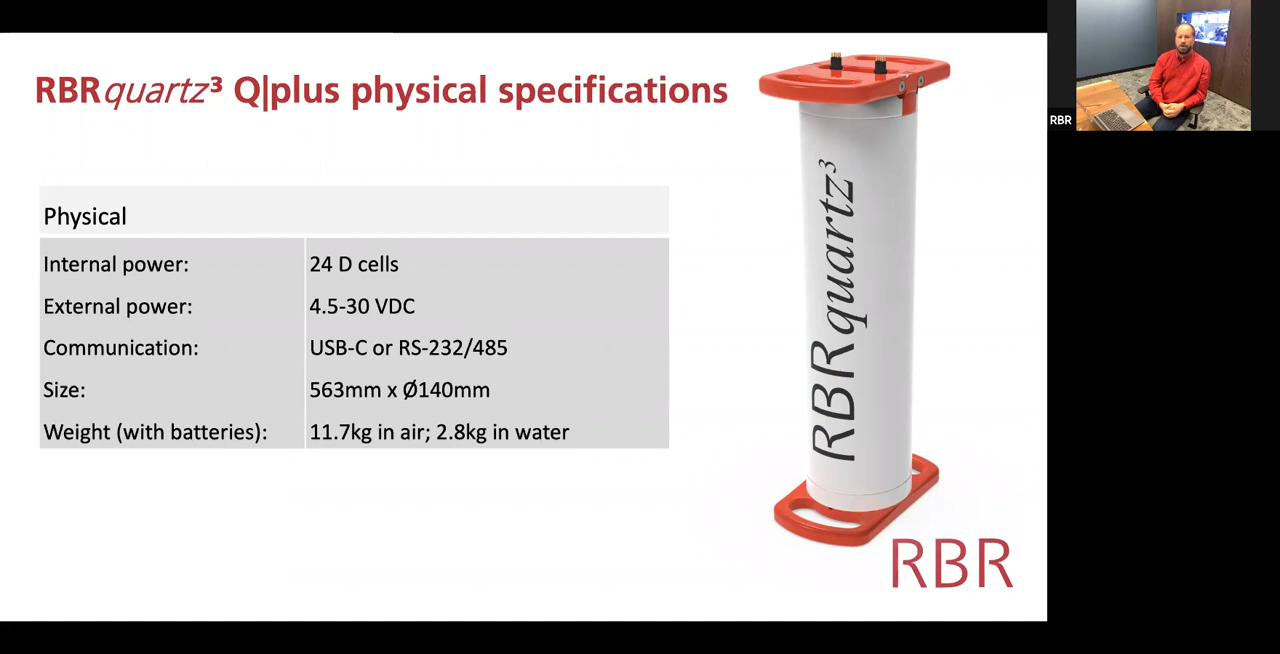 RBRquartz³ Q|plus physical specifications
Physical
Internal power: 24 D cells
External power: 4.5-30 VDC
Communication: USB-C or RS-232/485
Size: 563mm x Ø140mm
Weight (with batteries): 11.7kg in air; 2.8kg in water
RBRquartz³
RBR
RBR